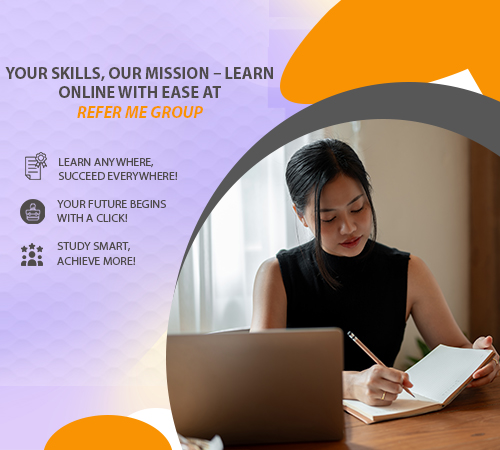 YOUR SKILLS, OUR MISSION – LEARN
ONLINE WITH EASE AT
REFER ME GROUP
LEARN ANYWHERE,
SUCCEED EVERYWHERE!
YOUR FUTURE BEGINS
WITH A CLICK!
STUDY SMART,
ACHIEVE MORE!